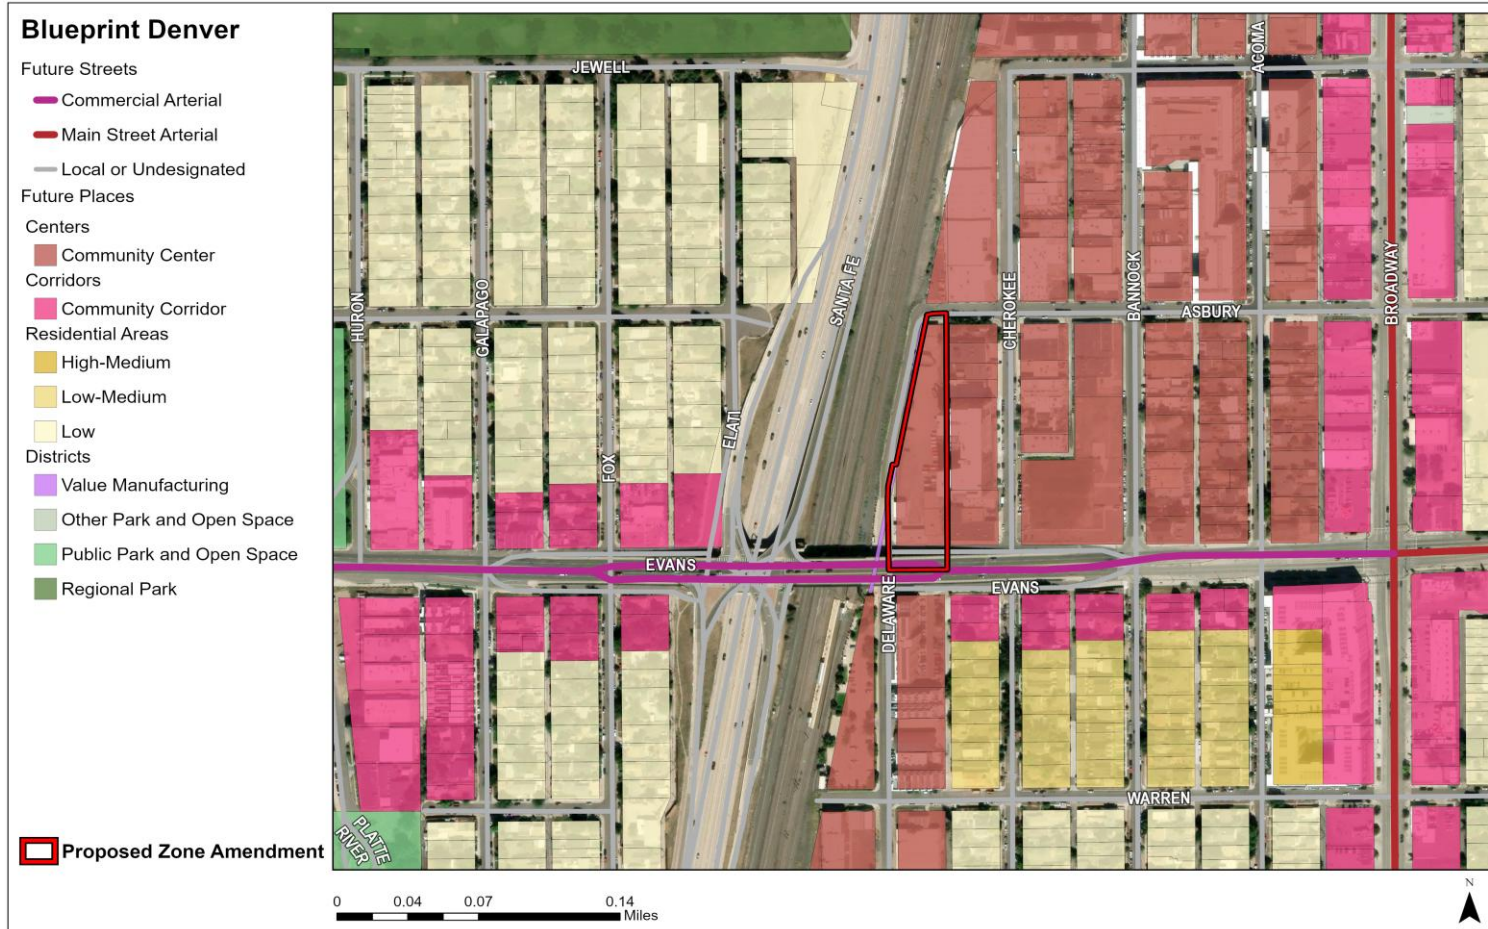 Blueprint Denver
Future Streets
Commercial Arterial
Main Street Arterial
Local or Undesignated
Future Places
Centers
Community Center
Corridors
Community Corridor
Residential Areas
High-Medium
Low-Medium
Low
Districts
Value Manufacturing
Other Park and Open Space
Public Park and Open Space
Regional Park
Proposed Zone Amendment
JEWELL
ACOMA
HURON
GALAPAGO
SANTA FE
CHEROKEE
BANNOCK
ASBURY
BROADWAY
ELATI
FOX
EVANS
EVANS
DELAWARE
WARREN
PLATTE
RIVER
0 0.04 0.07 0.14
Miles
N